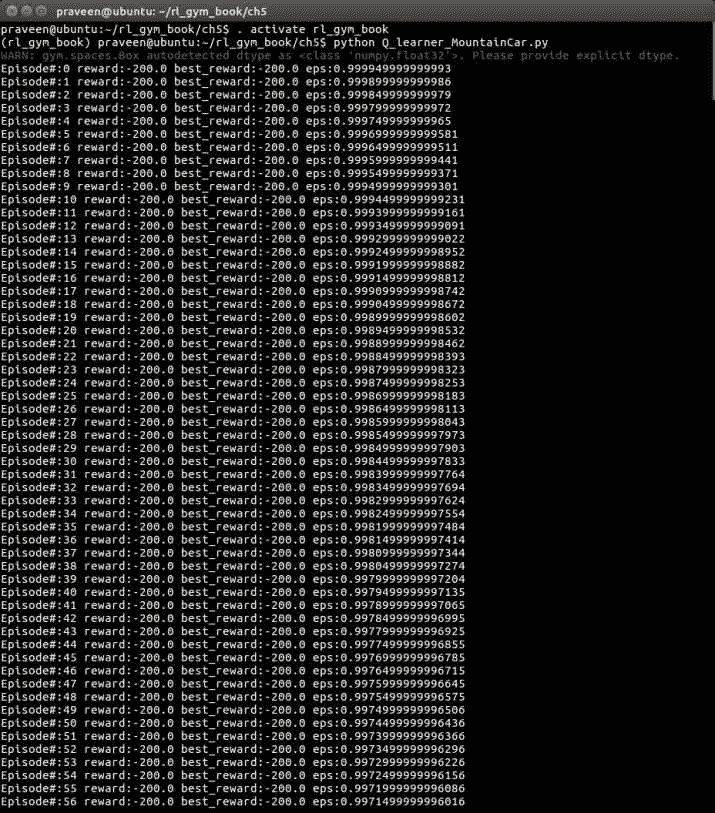 praveen@ubuntu: ~/rl_gym_book/ch5
praveen@ubuntu:~/rl_gym_book/ch5$ . activate rl_gym_book
(rl_gym_book) praveen@ubuntu:~/rl_gym_book/ch5$ python Q_learner_MountainCar.py
WARN: gym.spaces.Box autodetected dtype as <class 'numpy.float32'>. Please provide explicit dtype.
Episode#:0 reward:-200.0 best_reward:-200.0 eps:0.999949999999993
Episode#:1 reward:-200.0 best_reward:-200.0 eps:0.999899999999986
Episode#:2 reward:-200.0 best_reward:-200.0 eps:0.999849999999979
Episode#:3 reward:-200.0 best_reward:-200.0 eps:0.999799999999972
Episode#:4 reward:-200.0 best_reward:-200.0 eps:0.999749999999965
Episode#:5 reward:-200.0 best_reward:-200.0 eps:0.9996999999999581
Episode#:6 reward:-200.0 best_reward:-200.0 eps:0.9996499999999511
Episode#:7 reward:-200.0 best_reward:-200.0 eps:0.9995999999999441
Episode#:8 reward:-200.0 best_reward:-200.0 eps:0.9995499999999371
Episode#:9 reward:-200.0 best_reward:-200.0 eps:0.9994999999999301
Episode#:10 reward:-200.0 best_reward:-200.0 eps:0.9994499999999231
Episode#:11 reward:-200.0 best_reward:-200.0 eps:0.9993999999999161
Episode#:12 reward:-200.0 best_reward:-200.0 eps:0.9993499999999091
Episode#:13 reward:-200.0 best_reward:-200.0 eps:0.9992999999999022
Episode#:14 reward:-200.0 best_reward:-200.0 eps:0.9992499999998952
Episode#:15 reward:-200.0 best_reward:-200.0 eps:0.9991999999998882
Episode#:16 reward:-200.0 best_reward:-200.0 eps:0.9991499999998812
Episode#:17 reward:-200.0 best_reward:-200.0 eps:0.9990999999998742
Episode#:18 reward:-200.0 best_reward:-200.0 eps:0.9990499999998672
Episode#:19 reward:-200.0 best_reward:-200.0 eps:0.9989999999998602
Episode#:20 reward:-200.0 best_reward:-200.0 eps:0.9989499999998532
Episode#:21 reward:-200.0 best_reward:-200.0 eps:0.9988999999998462
Episode#:22 reward:-200.0 best_reward:-200.0 eps:0.9988499999998393
Episode#:23 reward:-200.0 best_reward:-200.0 eps:0.9987999999998323
Episode#:24 reward:-200.0 best_reward:-200.0 eps:0.9987499999998253
Episode#:25 reward:-200.0 best_reward:-200.0 eps:0.9986999999998183
Episode#:26 reward:-200.0 best_reward:-200.0 eps:0.9986499999998113
Episode#:27 reward:-200.0 best_reward:-200.0 eps:0.9985999999998043
Episode#:28 reward:-200.0 best_reward:-200.0 eps:0.9985499999997973
Episode#:29 reward:-200.0 best_reward:-200.0 eps:0.9984999999997903
Episode#:30 reward:-200.0 best_reward:-200.0 eps:0.9984499999997833
Episode#:31 reward:-200.0 best_reward:-200.0 eps:0.9983999999997764
Episode#:32 reward:-200.0 best_reward:-200.0 eps:0.9983499999997694
Episode#:33 reward:-200.0 best_reward:-200.0 eps:0.9982999999997624
Episode#:34 reward:-200.0 best_reward:-200.0 eps:0.9982499999997554
Episode#:35 reward:-200.0 best_reward:-200.0 eps:0.9981999999997484
Episode#:36 reward:-200.0 best_reward:-200.0 eps:0.9981499999997414
Episode#:37 reward:-200.0 best_reward:-200.0 eps:0.9980999999997344
Episode#:38 reward:-200.0 best_reward:-200.0 eps:0.9980499999997274
Episode#:39 reward:-200.0 best_reward:-200.0 eps:0.9979999999997204
Episode#:40 reward:-200.0 best_reward:-200.0 eps:0.9979499999997135
Episode#:41 reward:-200.0 best_reward:-200.0 eps:0.9978999999997065
Episode#:42 reward:-200.0 best_reward:-200.0 eps:0.9978499999996995
Episode#:43 reward:-200.0 best_reward:-200.0 eps:0.9977999999996925
Episode#:44 reward:-200.0 best_reward:-200.0 eps:0.9977499999996855
Episode#:45 reward:-200.0 best_reward:-200.0 eps:0.9976999999996785
Episode#:46 reward:-200.0 best_reward:-200.0 eps:0.9976499999996715
Episode#:47 reward:-200.0 best_reward:-200.0 eps:0.9975999999996645
Episode#:48 reward:-200.0 best_reward:-200.0 eps:0.9975499999996575
Episode#:49 reward:-200.0 best_reward:-200.0 eps:0.9974999999996506
Episode#:50 reward:-200.0 best_reward:-200.0 eps:0.9974499999996436
Episode#:51 reward:-200.0 best_reward:-200.0 eps:0.9973999999996366
Episode#:52 reward:-200.0 best_reward:-200.0 eps:0.9973499999996296
Episode#:53 reward:-200.0 best_reward:-200.0 eps:0.9972999999996226
Episode#:54 reward:-200.0 best_reward:-200.0 eps:0.9972499999996156
Episode#:55 reward:-200.0 best_reward:-200.0 eps:0.9971999999996086
Episode#:56 reward:-200.0 best_reward:-200.0 eps:0.9971499999996016